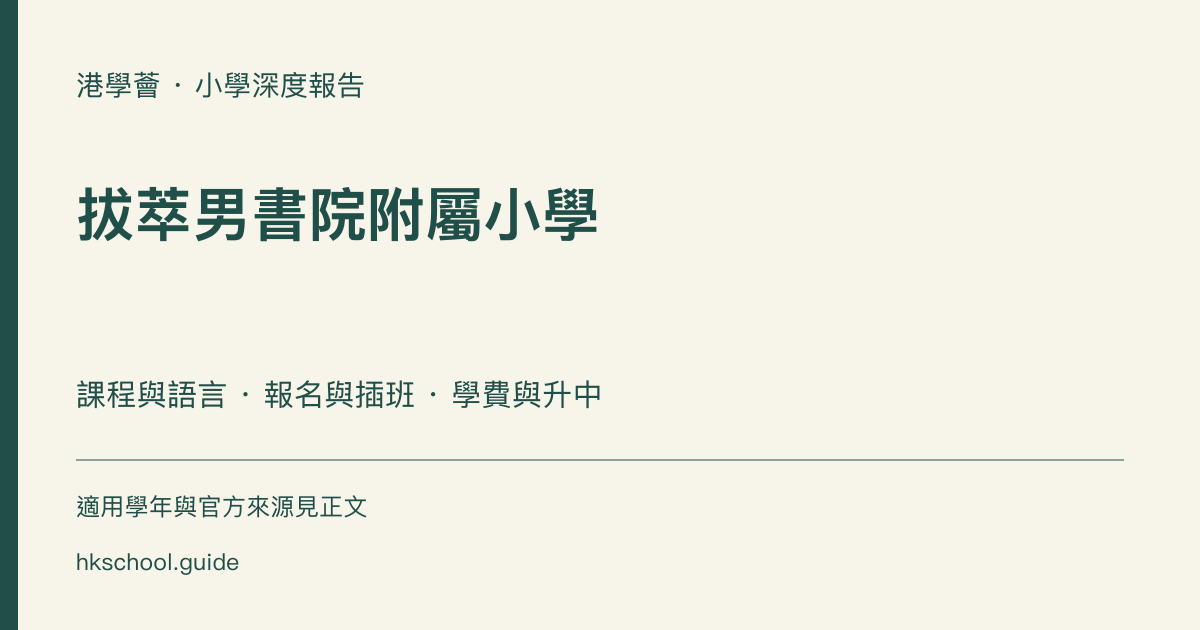 港學薈 · 小學深度報告
拔萃男書院附屬小學
課程與語言 · 報名與插班 · 學費與升中
適用學年與官方來源見正文
hkschool.guide